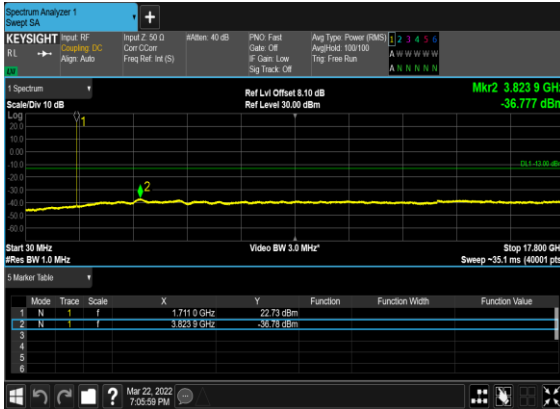 Spectrum Analyzer 1
Swept SA
+
KEYSIGHT Input: RF Input Z: 50 Ω #Atten: 40 dB PNO: Fast Avg Type: Power (RMS) 1 2 3 4 5 6
RL Coupling: DC Corr CCorr Gate: Off Avg|Hold: 100/100 A W W W W W
Align: Auto Freq Ref: Int (S) IF Gain: Low Trig: Free Run
Sig Track: Off A N N N N N
1 Spectrum
Ref Lvl Offset 8.10 dB Mkr2 3.823 9 GHz
Scale/Div 10 dB Ref Level 30.00 dBm -36.777 dBm
Log
20.0
10.0
0.00
-10.0
-20.0
-30.0
-40.0
-50.0
-60.0
1
2
DL1 -13.00 dBm
Start 30 MHz Video BW 3.0 MHz* Stop 17.800 GHz
#Res BW 1.0 MHz Sweep ~35.1 ms (40001 pts)
5 Marker Table
Mode Trace Scale X Y Function Function Width Function Value
1 N 1 f 1.711 0 GHz 22.73 dBm
2 N 1 f 3.823 9 GHz -36.78 dBm
3
4
5
6
? Mar 22, 2022
7:05:59 PM